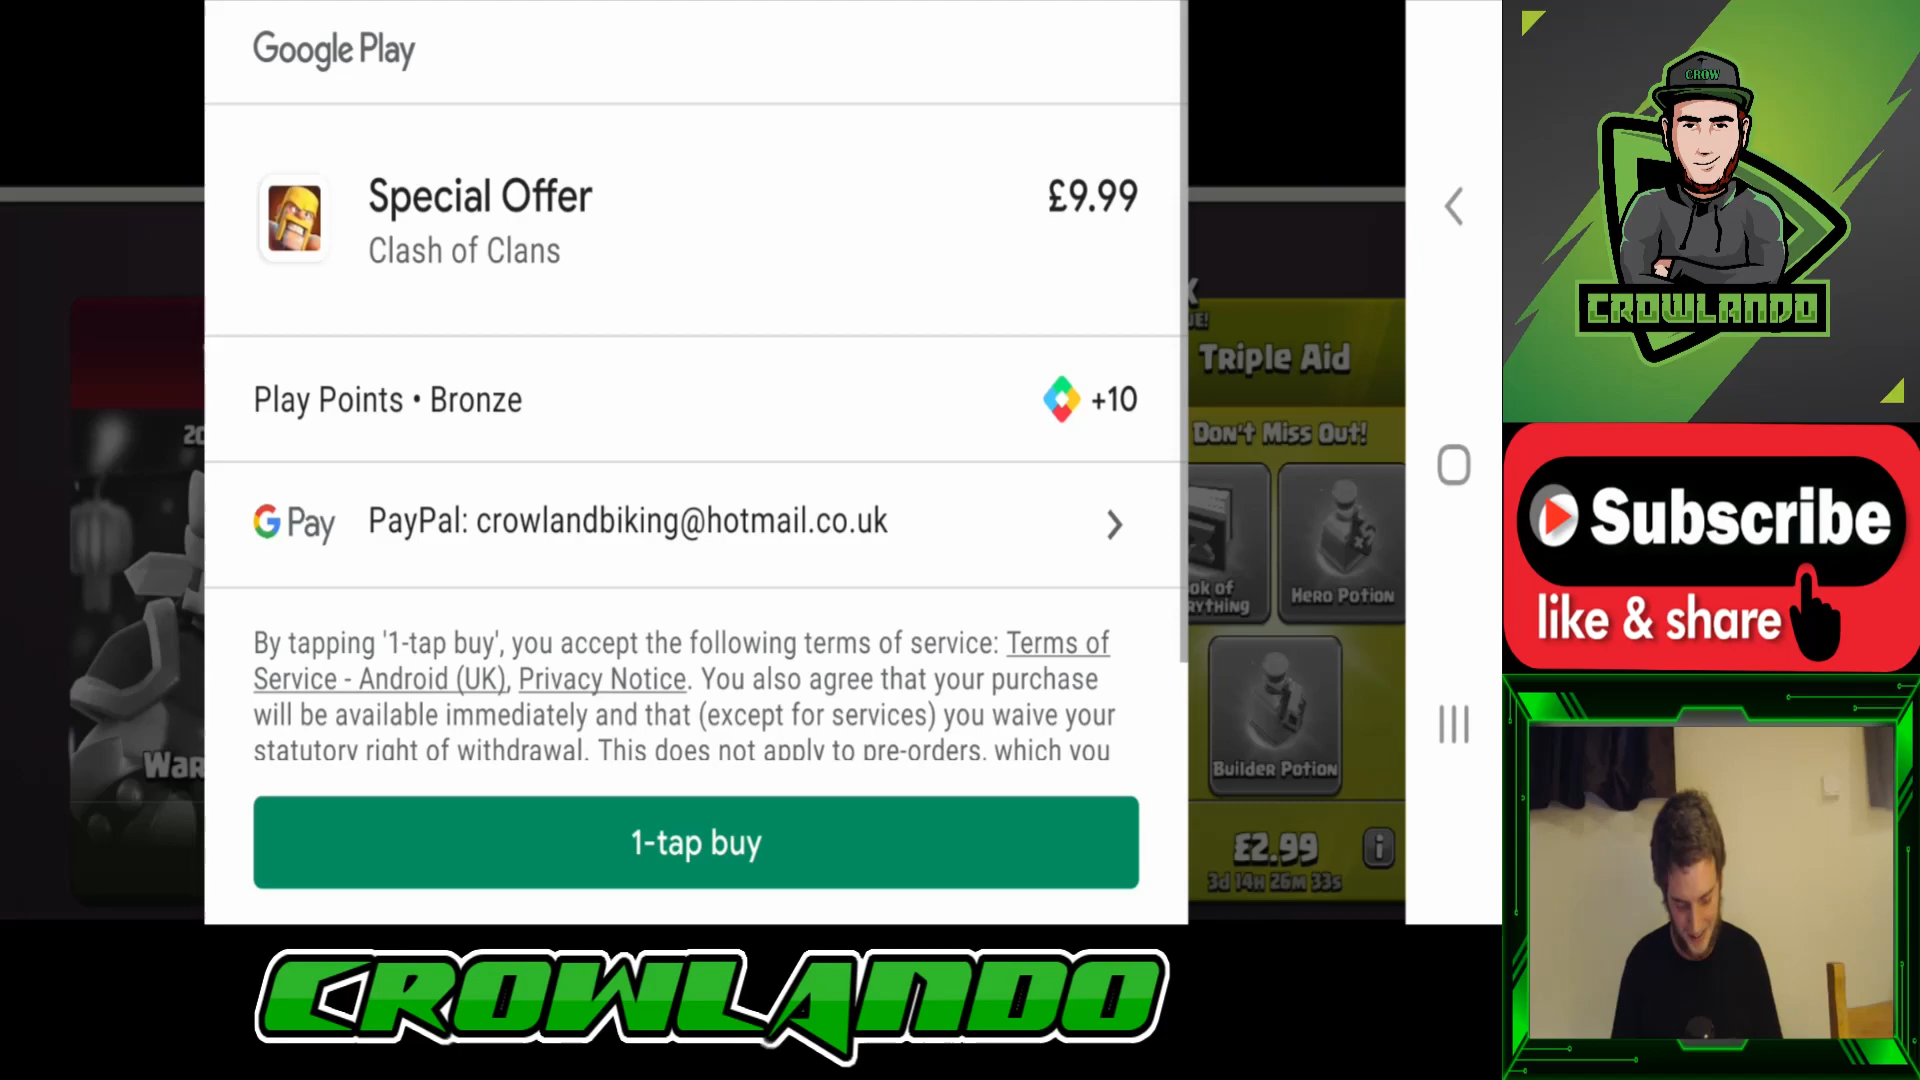 Google Play
Special Offer
£9.99
Clash of Clans
Play Points • Bronze
+10
G Pay
PayPal: crowlandbiking@hotmail.co.uk
By tapping '1-tap buy', you accept the following terms of service: Terms of
Service - Android (UK), Privacy Notice. You also agree that your purchase
will be available immediately and that (except for services) you waive your
statutory right of withdrawal. This does not apply to pre-orders, which you
1-tap buy
Triple Aid
Don't Miss Out!
Hero Potion
Builder Potion
£2.99
3d 14H 26M 33s
CROW
CROWLANDO
Subscribe
like & share
CROWLANDO